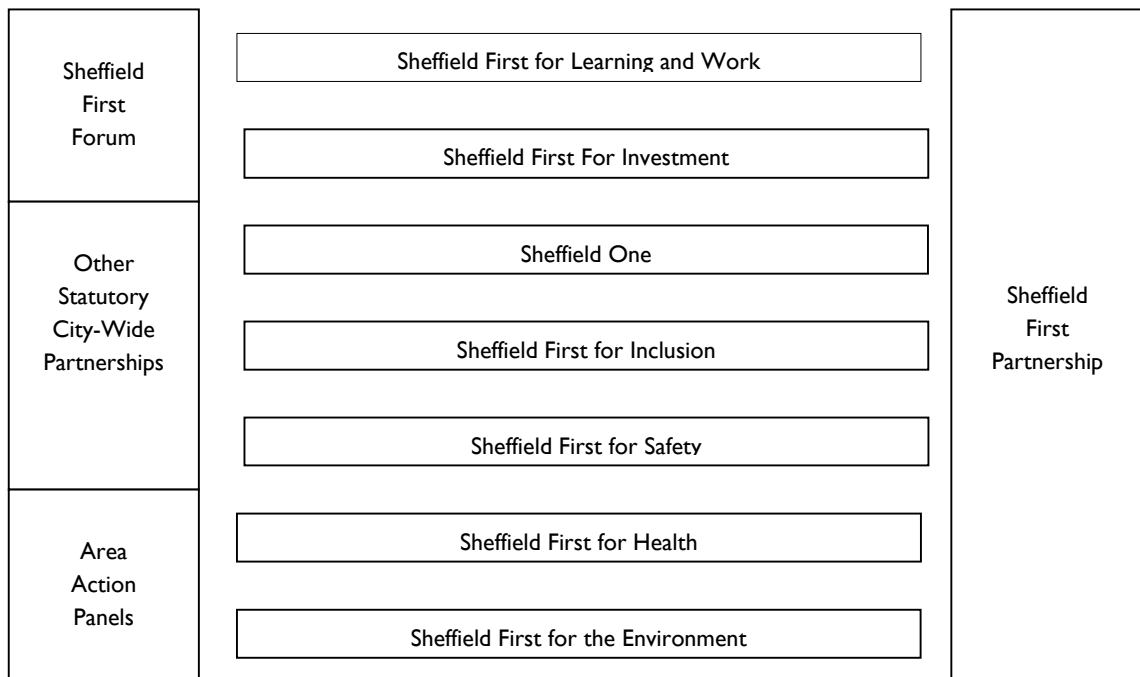 Sheffield
First
Forum
Other
Statutory
City-Wide
Partnerships
Area
Action
Panels
Sheffield First for Learning and Work
Sheffield First For Investment
Sheffield One
Sheffield First for Inclusion
Sheffield First for Safety
Sheffield First for Health
Sheffield First for the Environment
Sheffield
First
Partnership